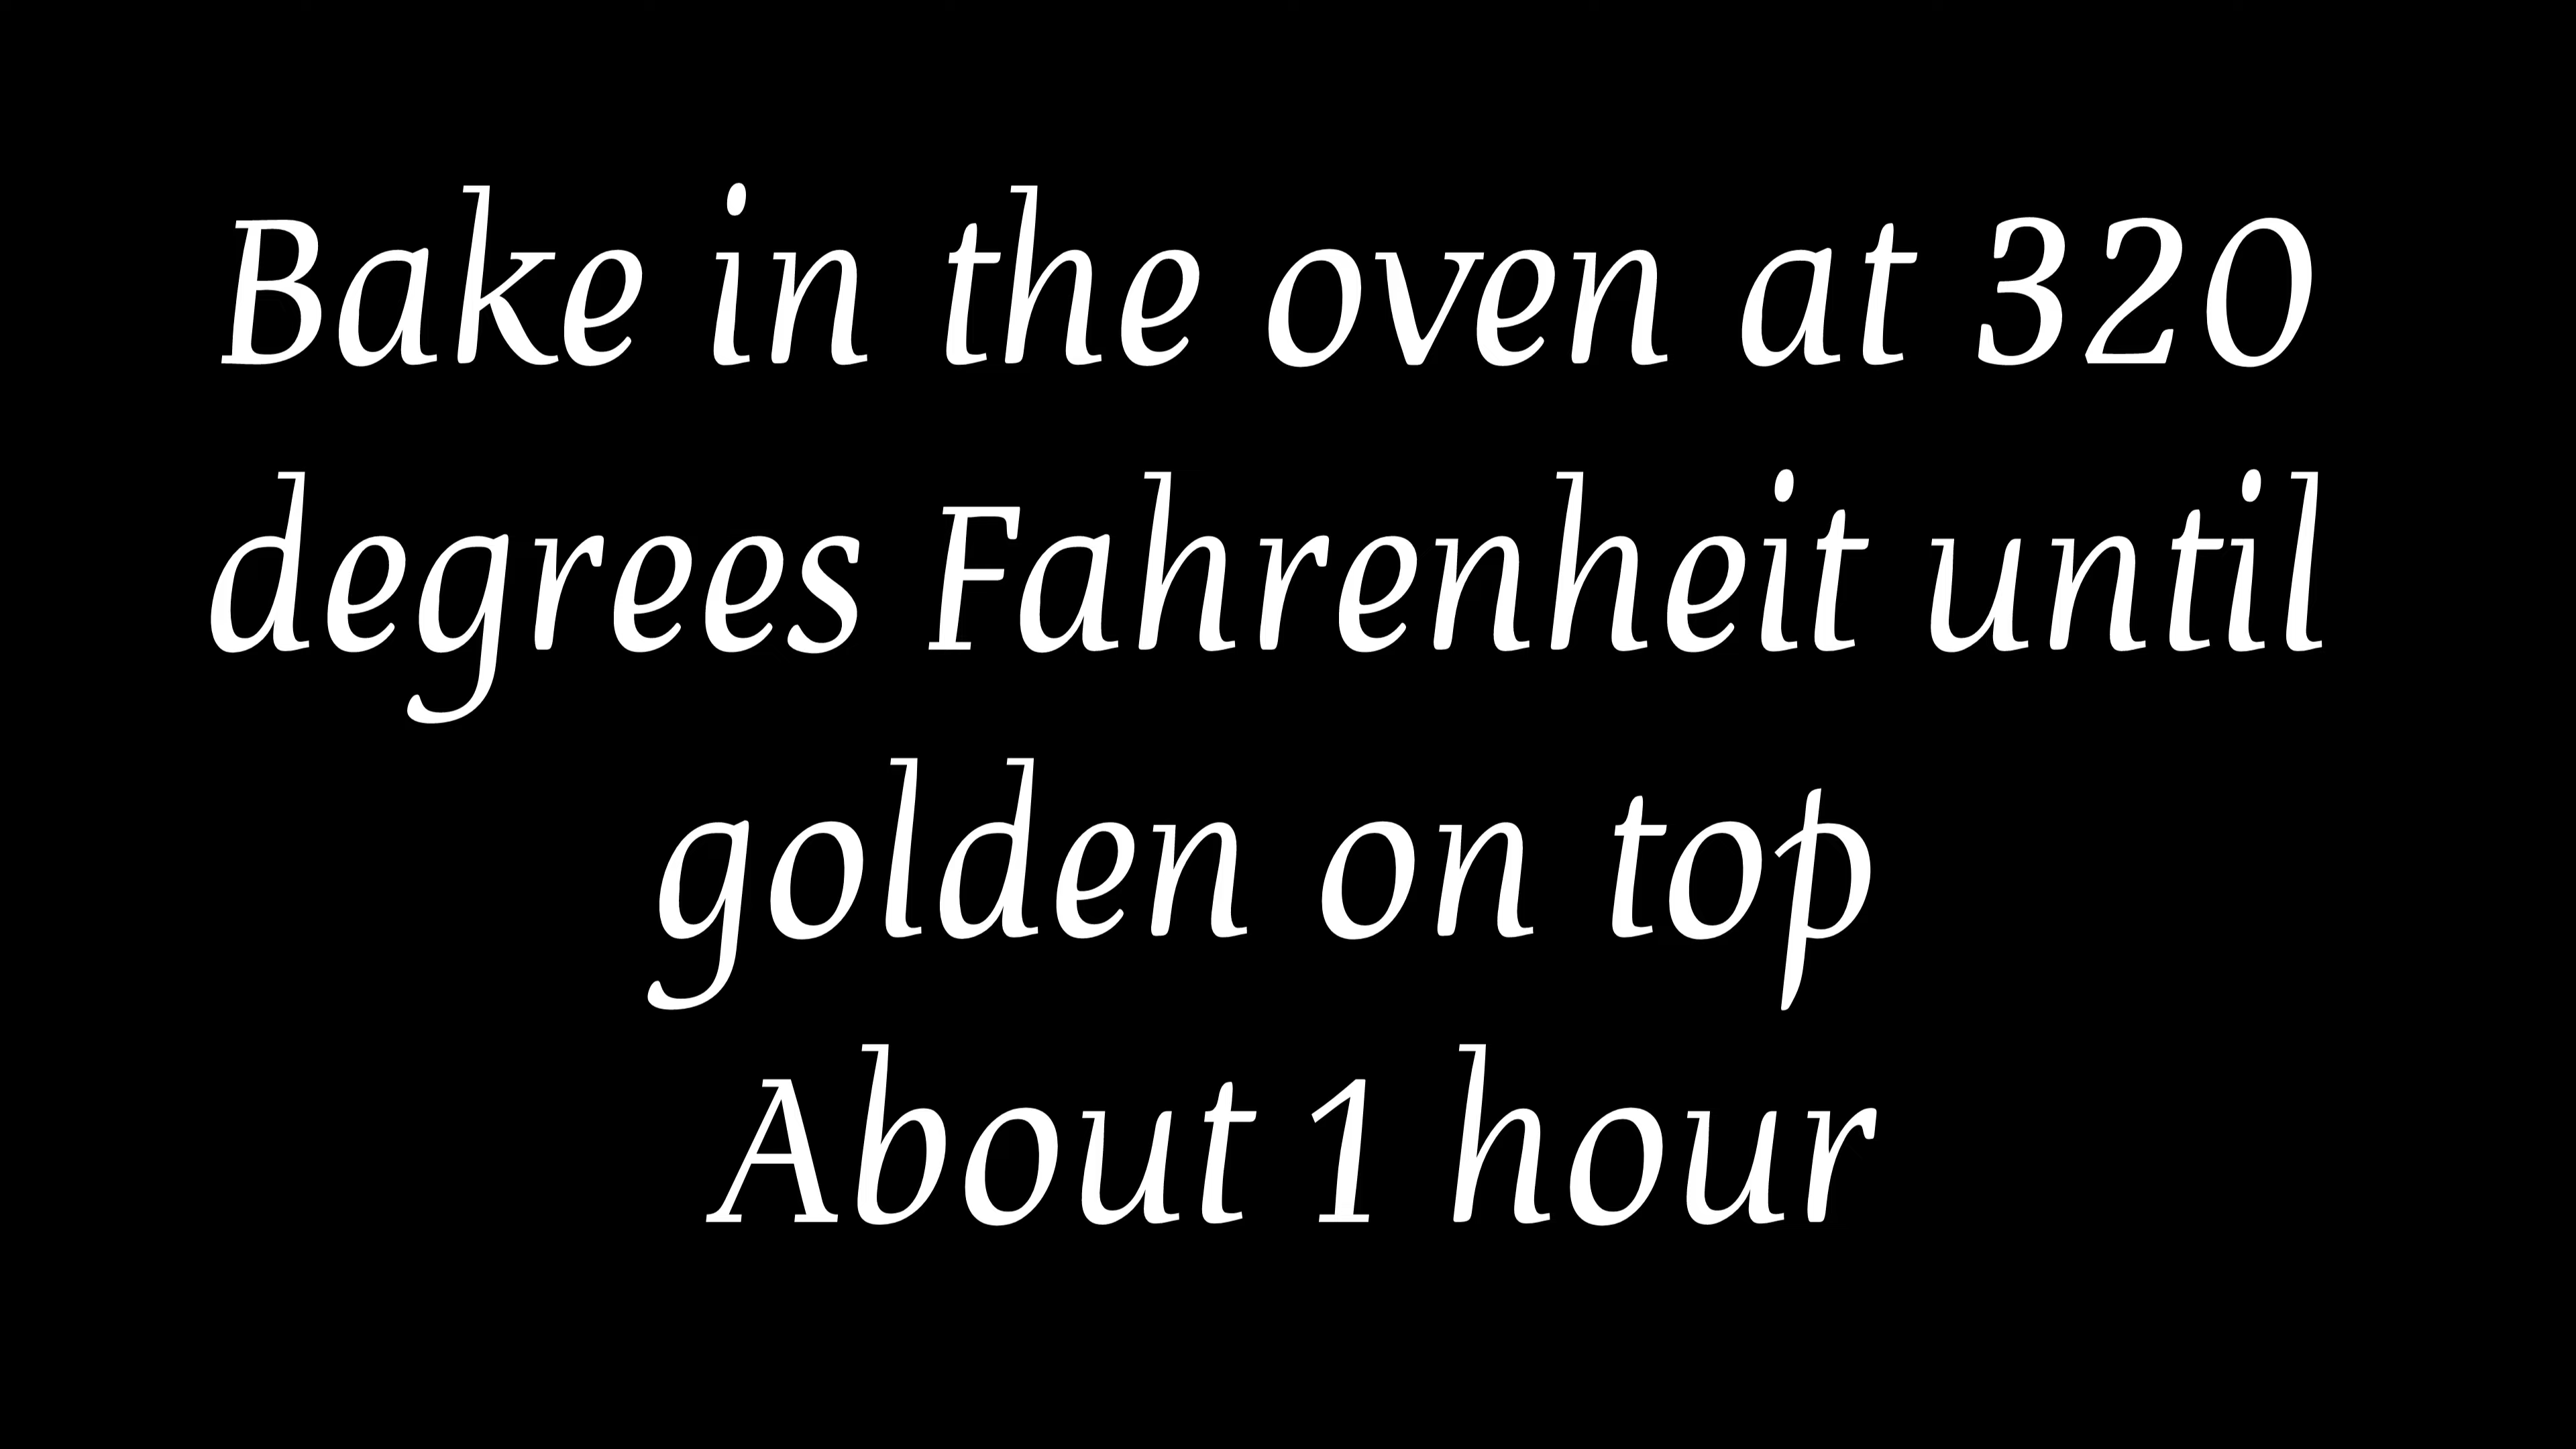 Bake in the oven at 320
degrees Fahrenheit until
golden on top
About 1 hour